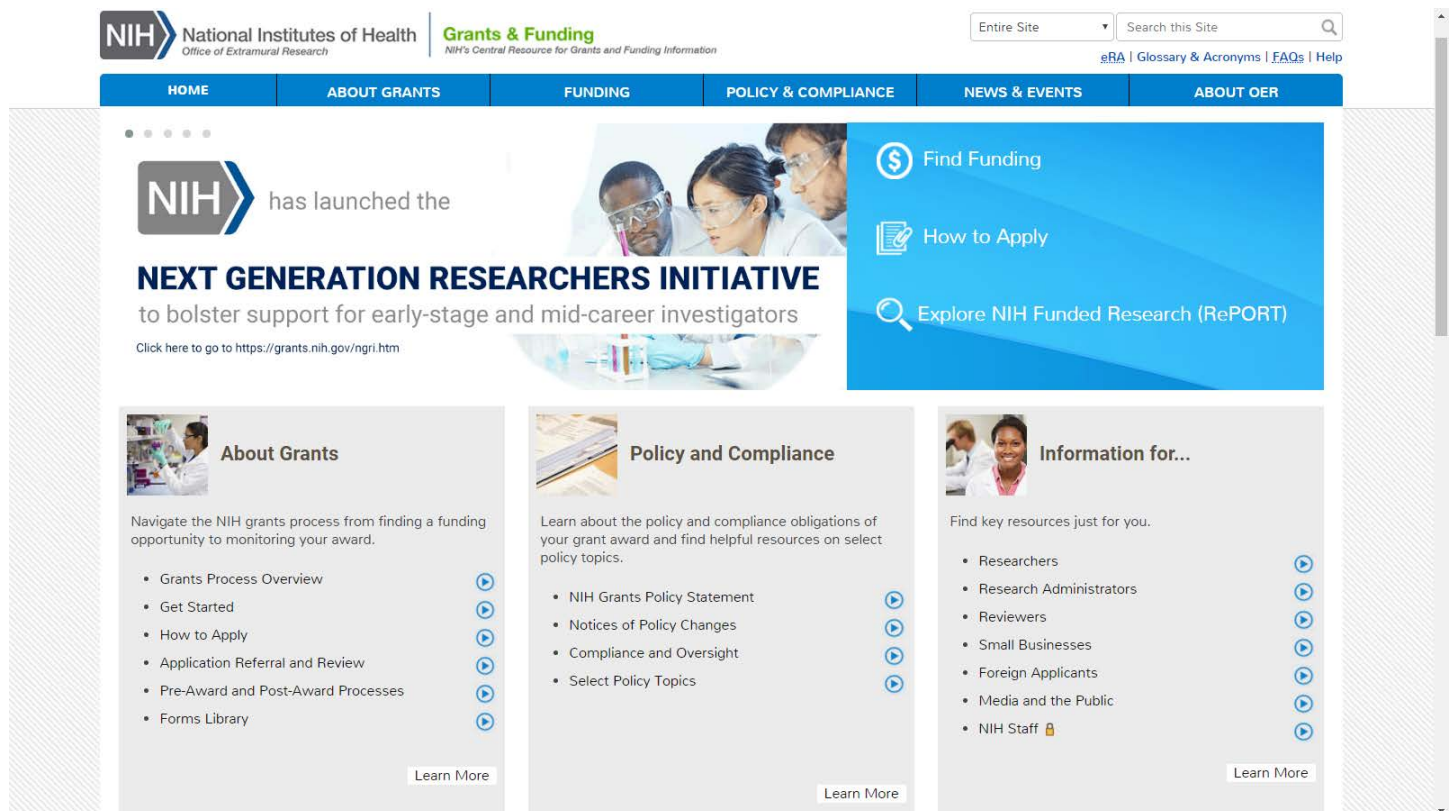 NIH National Institutes of Health
Office of Extramural Research
Grants & Funding
NIH's Central Resource for Grants and Funding Information
Entire Site
Search this Site
eRA | Glossary & Acronyms | FAQs | Help
HOME ABOUT GRANTS FUNDING POLICY & COMPLIANCE NEWS & EVENTS ABOUT OER
NIH has launched the
NEXT GENERATION RESEARCHERS INITIATIVE
to bolster support for early-stage and mid-career investigators
Click here to go to https://grants.nih.gov/ngri.htm
Find Funding
How to Apply
Explore NIH Funded Research (RePORT)
About Grants
Navigate the NIH grants process from finding a funding
opportunity to monitoring your award.
• Grants Process Overview
• Get Started
• How to Apply
• Application Referral and Review
• Pre-Award and Post-Award Processes
• Forms Library
Learn More
Policy and Compliance
Learn about the policy and compliance obligations of
your grant award and find helpful resources on select
policy topics.
• NIH Grants Policy Statement
• Notices of Policy Changes
• Compliance and Oversight
• Select Policy Topics
Learn More
Information for...
Find key resources just for you.
• Researchers
• Research Administrators
• Reviewers
• Small Businesses
• Foreign Applicants
• Media and the Public
• NIH Staff
Learn More